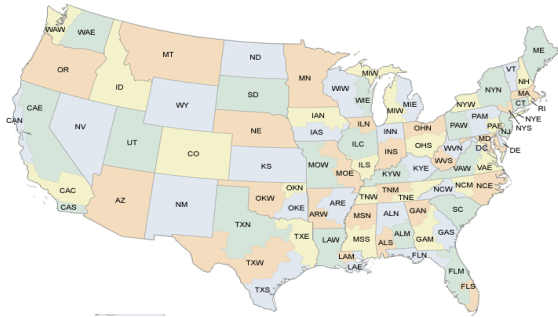 WAW
WAE
MT
ND
MN
ME
OR
ID
WY
SD
WIW
WIE
MIW
MIW
MIE
VT
NH
NYN
MA
CT
RI
NYW
NYE
NYS
CAN
CAE
NV
UT
CO
NE
IAN
IAS
ILN
ILC
ILS
INN
INS
OHN
OHS
PAW
PAM
PAE
NJ
MD
DC
DE
WVN
WVS
VAW
VAE
KS
MOW
MOE
KYW
KYE
CAC
CAS
AZ
NM
OKW
OKN
OKE
ARW
ARE
TNW
TNM
TNE
NCW
NCM
NCE
SC
TXN
TXE
TXW
TXS
LAW
LAM
LAE
MSN
MSS
ALN
ALM
ALS
GAN
GAM
GAS
FLN
FLM
FLS